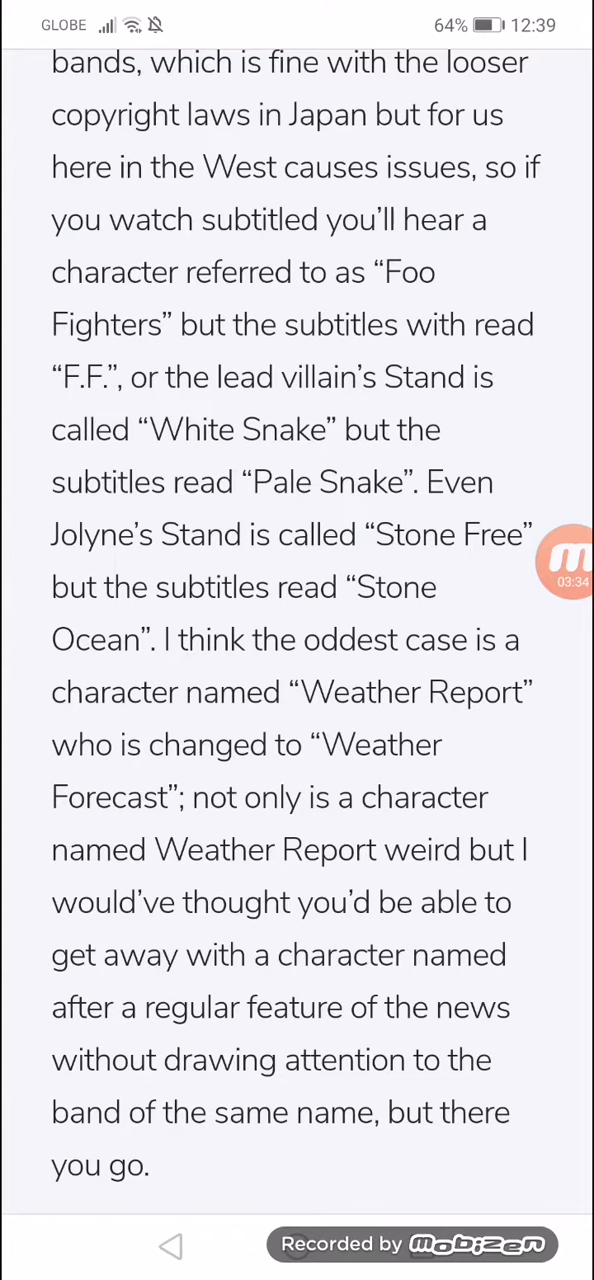 GLOBE 64% 12:39
bands, which is fine with the looser
copyright laws in Japan but for us
here in the West causes issues, so if
you watch subtitled you’ll hear a
character referred to as “Foo
Fighters” but the subtitles with read
“F.F.”, or the lead villain’s Stand is
called “White Snake” but the
subtitles read “Pale Snake”. Even
Jolyne’s Stand is called “Stone Free”
but the subtitles read “Stone
Ocean”. I think the oddest case is a
character named “Weather Report”
who is changed to “Weather
Forecast”; not only is a character
named Weather Report weird but I
would’ve thought you’d be able to
get away with a character named
after a regular feature of the news
without drawing attention to the
band of the same name, but there
you go.
m
03:34
Recorded by mobizen